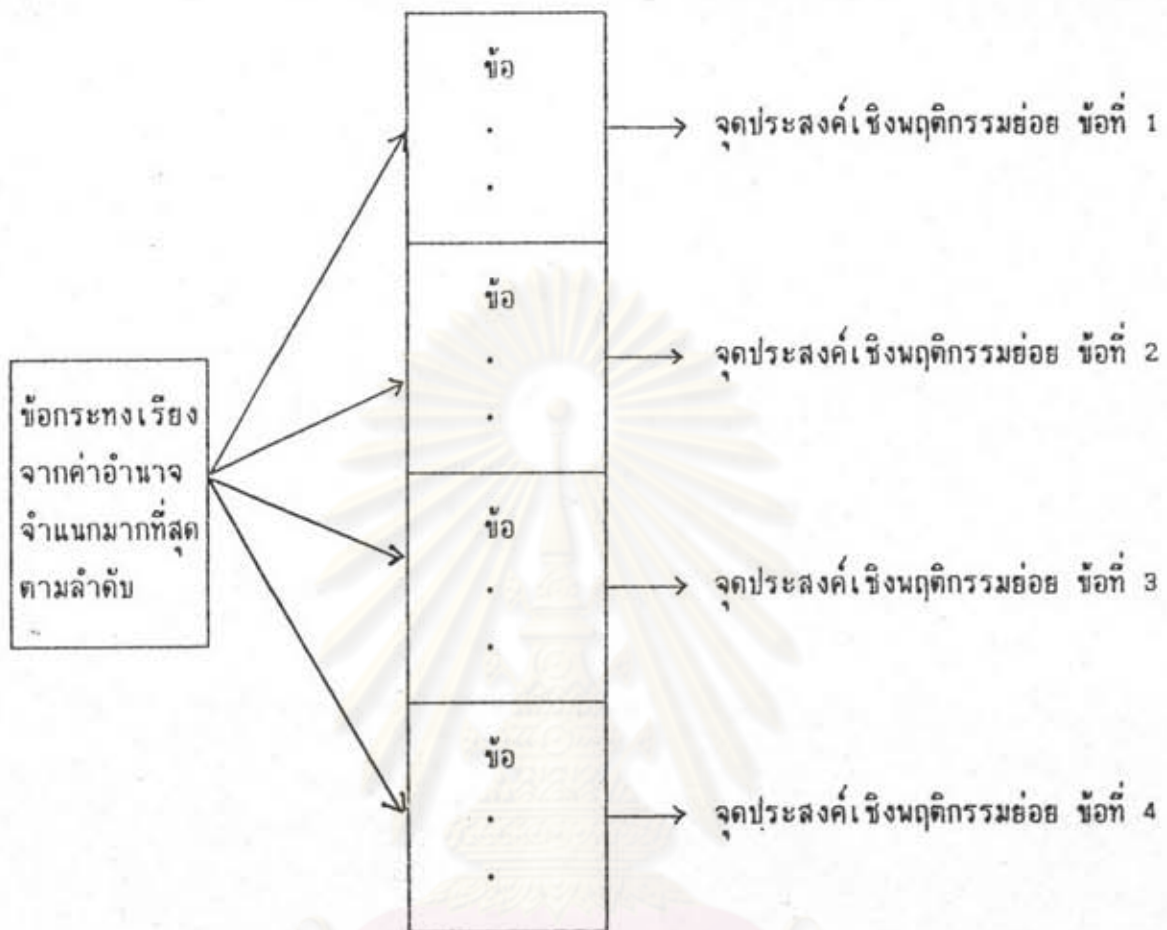 ข้อ
.
.
จุดประสงค์เชิงพฤติกรรมย่อย ข้อที่ 1
ข้อ
.
.
จุดประสงค์เชิงพฤติกรรมย่อย ข้อที่ 2
ข้อกระทงเรียง
จากค่าอำนาจ
จำแนกมากที่สุด
ตามลำดับ
ข้อ
.
.
จุดประสงค์เชิงพฤติกรรมย่อย ข้อที่ 3
ข้อ
.
.
จุดประสงค์เชิงพฤติกรรมย่อย ข้อที่ 4